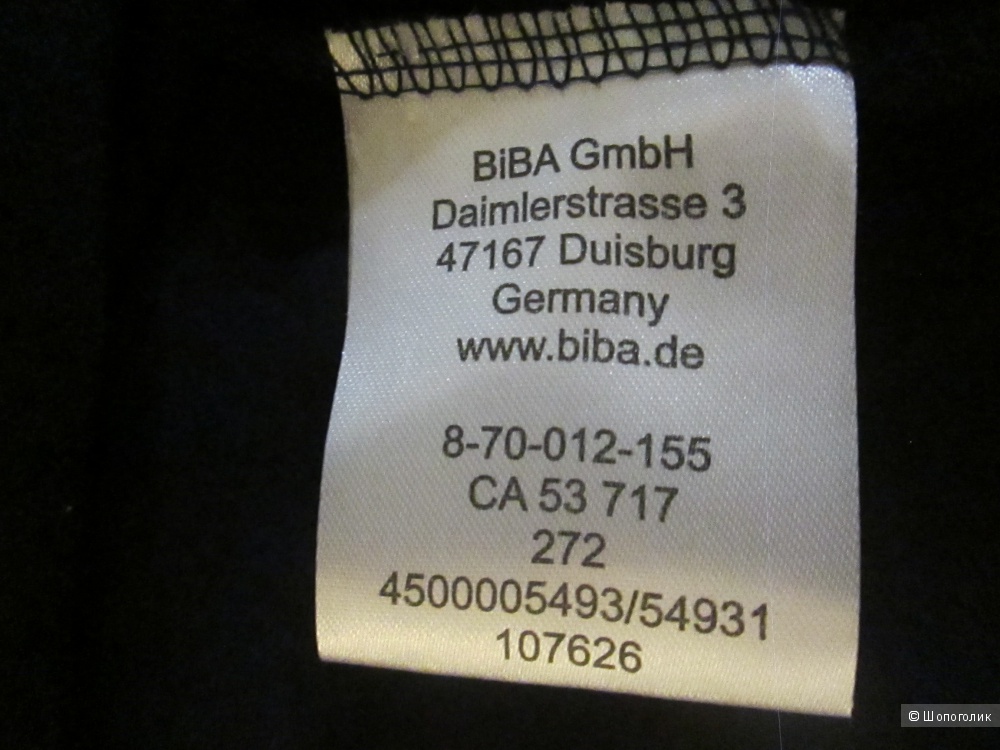 BiBA GmbH
Daimlerstrasse 3
47167 Duisburg
Germany
www.biba.de
8-70-012-155
CA 53 717
272
4500005493/54931
107626
© Шопоголик